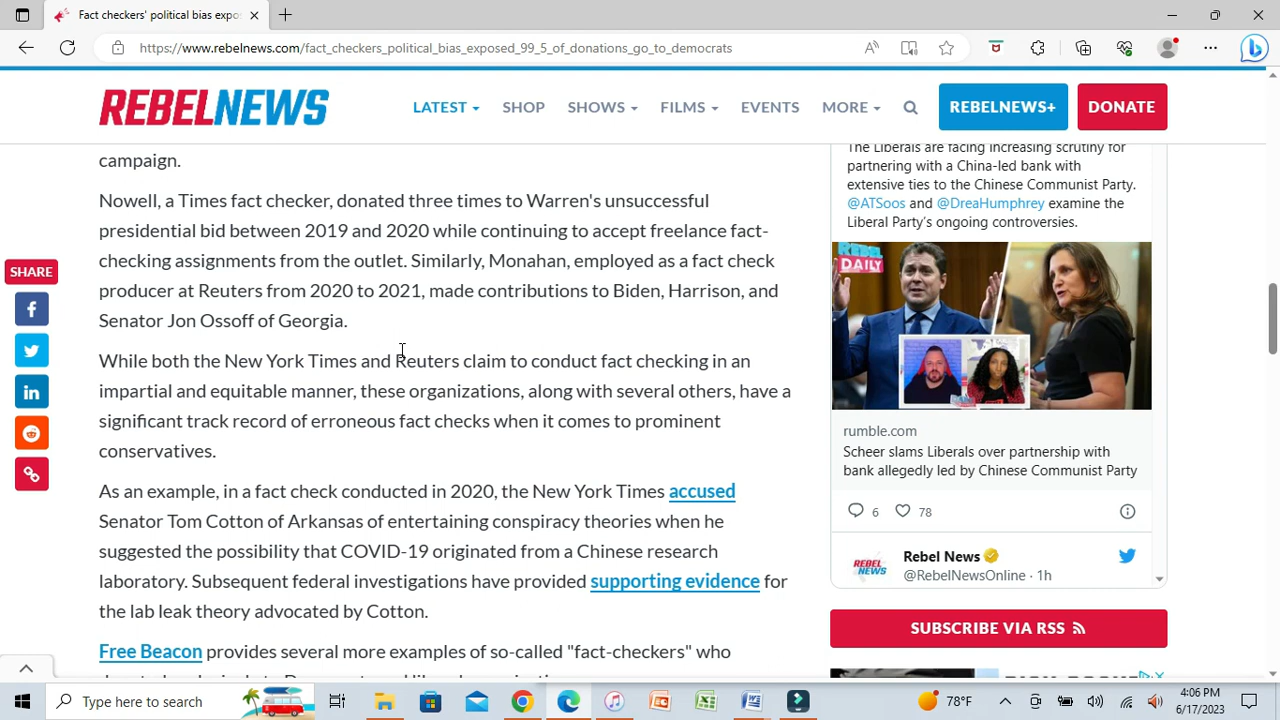 Fact checkers' political bias expo
https://www.rebelnews.com/fact_checkers_political_bias_exposed_99_5_of_donations_go_to_democrats
REBELNEWS
LATEST
SHOP
SHOWS
FILMS
EVENTS
MORE
REBELNEWS+
DONATE
campaign.
Nowell, a Times fact checker, donated three times to Warren's unsuccessful
presidential bid between 2019 and 2020 while continuing to accept freelance fact-
checking assignments from the outlet. Similarly, Monahan, employed as a fact check
producer at Reuters from 2020 to 2021, made contributions to Biden, Harrison, and
Senator Jon Ossoff of Georgia.
While both the New York Times and Reuters claim to conduct fact checking in an
impartial and equitable manner, these organizations, along with several others, have a
significant track record of erroneous fact checks when it comes to prominent
conservatives.
As an example, in a fact check conducted in 2020, the New York Times accused
Senator Tom Cotton of Arkansas of entertaining conspiracy theories when he
suggested the possibility that COVID-19 originated from a Chinese research
laboratory. Subsequent federal investigations have provided supporting evidence for
the lab leak theory advocated by Cotton.
Free Beacon provides several more examples of so-called "fact-checkers" who
SHARE
The Liberals are facing increasing scrutiny for
partnering with a China-led bank with
extensive ties to the Chinese Communist Party.
@ATSoos and @DreaHumphrey examine the
Liberal Party's ongoing controversies.
REBEL
DAILY
rumble.com
Scheer slams Liberals over partnership with
bank allegedly led by Chinese Communist Party
6
78
Rebel News
@RebelNewsOnline · 1h
SUBSCRIBE VIA RSS
Type here to search
78°F
4:06 PM
6/17/2023